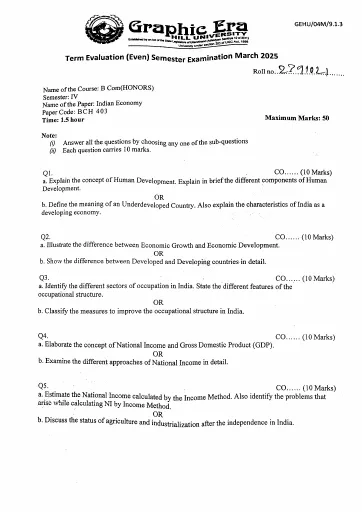 GEHU/04M/9.1.3
Graphic Era
HILL UNIVERSITY
Term Evaluation (Even) Semester Examination March 2025
Roll no.
Name of the Course: B Com(HONORS)
Semester: IV
Name of the Paper: Indian Economy
Paper Code: BCH 403
Time: 1.5 hour
Maximum Marks: 50
Note:
(i) Answer all the questions by choosing any one of the sub-questions
(ii) Each question carries 10 marks.
Q1. CO...... (10 Marks)
a. Explain the concept of Human Development. Explain in brief the different components of Human
Development.
OR
b. Define the meaning of an Underdeveloped Country. Also explain the characteristics of India as a
developing economy.
Q2. CO...... (10 Marks)
a. Illustrate the difference between Economic Growth and Economic Development.
OR
b. Show the difference between Developed and Developing countries in detail.
Q3. CO...... (10 Marks)
a. Identify the different sectors of occupation in India. State the different features of the
occupational structure.
OR
b. Classify the measures to improve the occupational structure in India.
Q4. CO...... (10 Marks)
a. Elaborate the concept of National Income and Gross Domestic Product (GDP).
OR
b. Examine the different approaches of National Income in detail.
Q5. CO...... (10 Marks)
a. Estimate the National Income calculated by the Income Method. Also identify the problems that
arise while calculating NI by Income Method.
OR
b. Discuss the status of agriculture and industrialization after the independence in India.